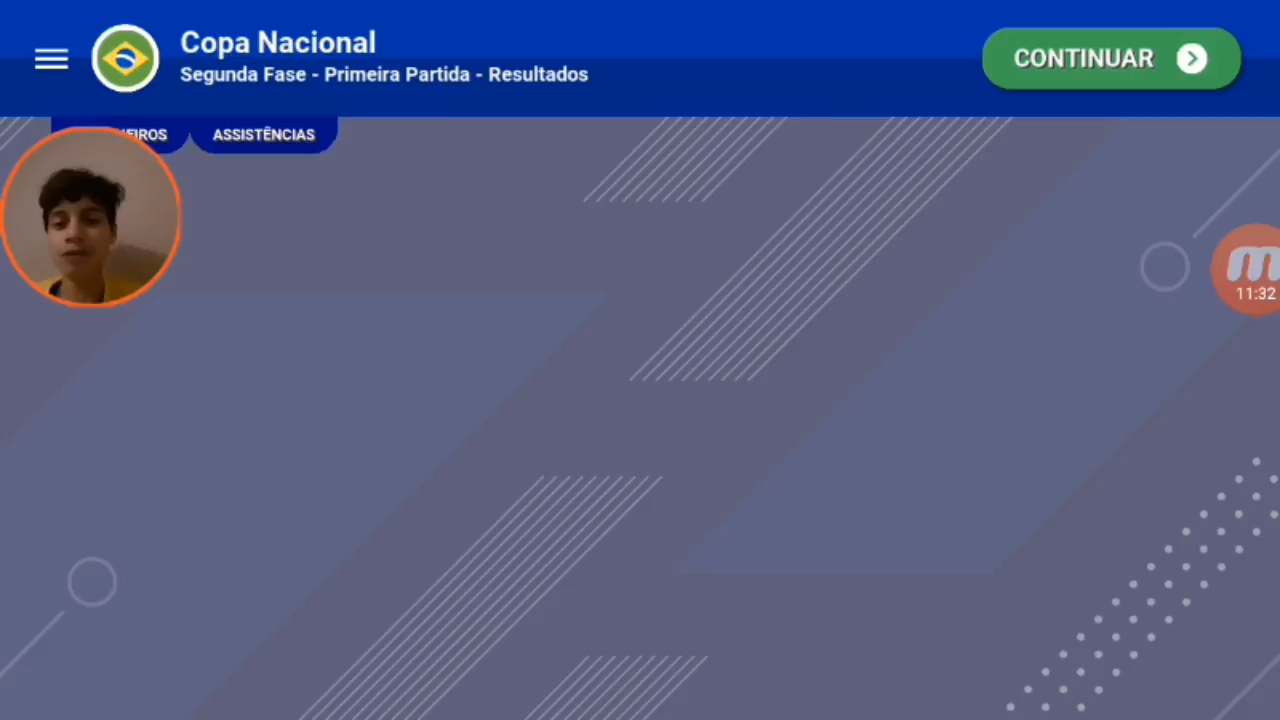 Copa Nacional
Segunda Fase - Primeira Partida - Resultados
CONTINUAR
ASSISTÊNCIAS
11:32